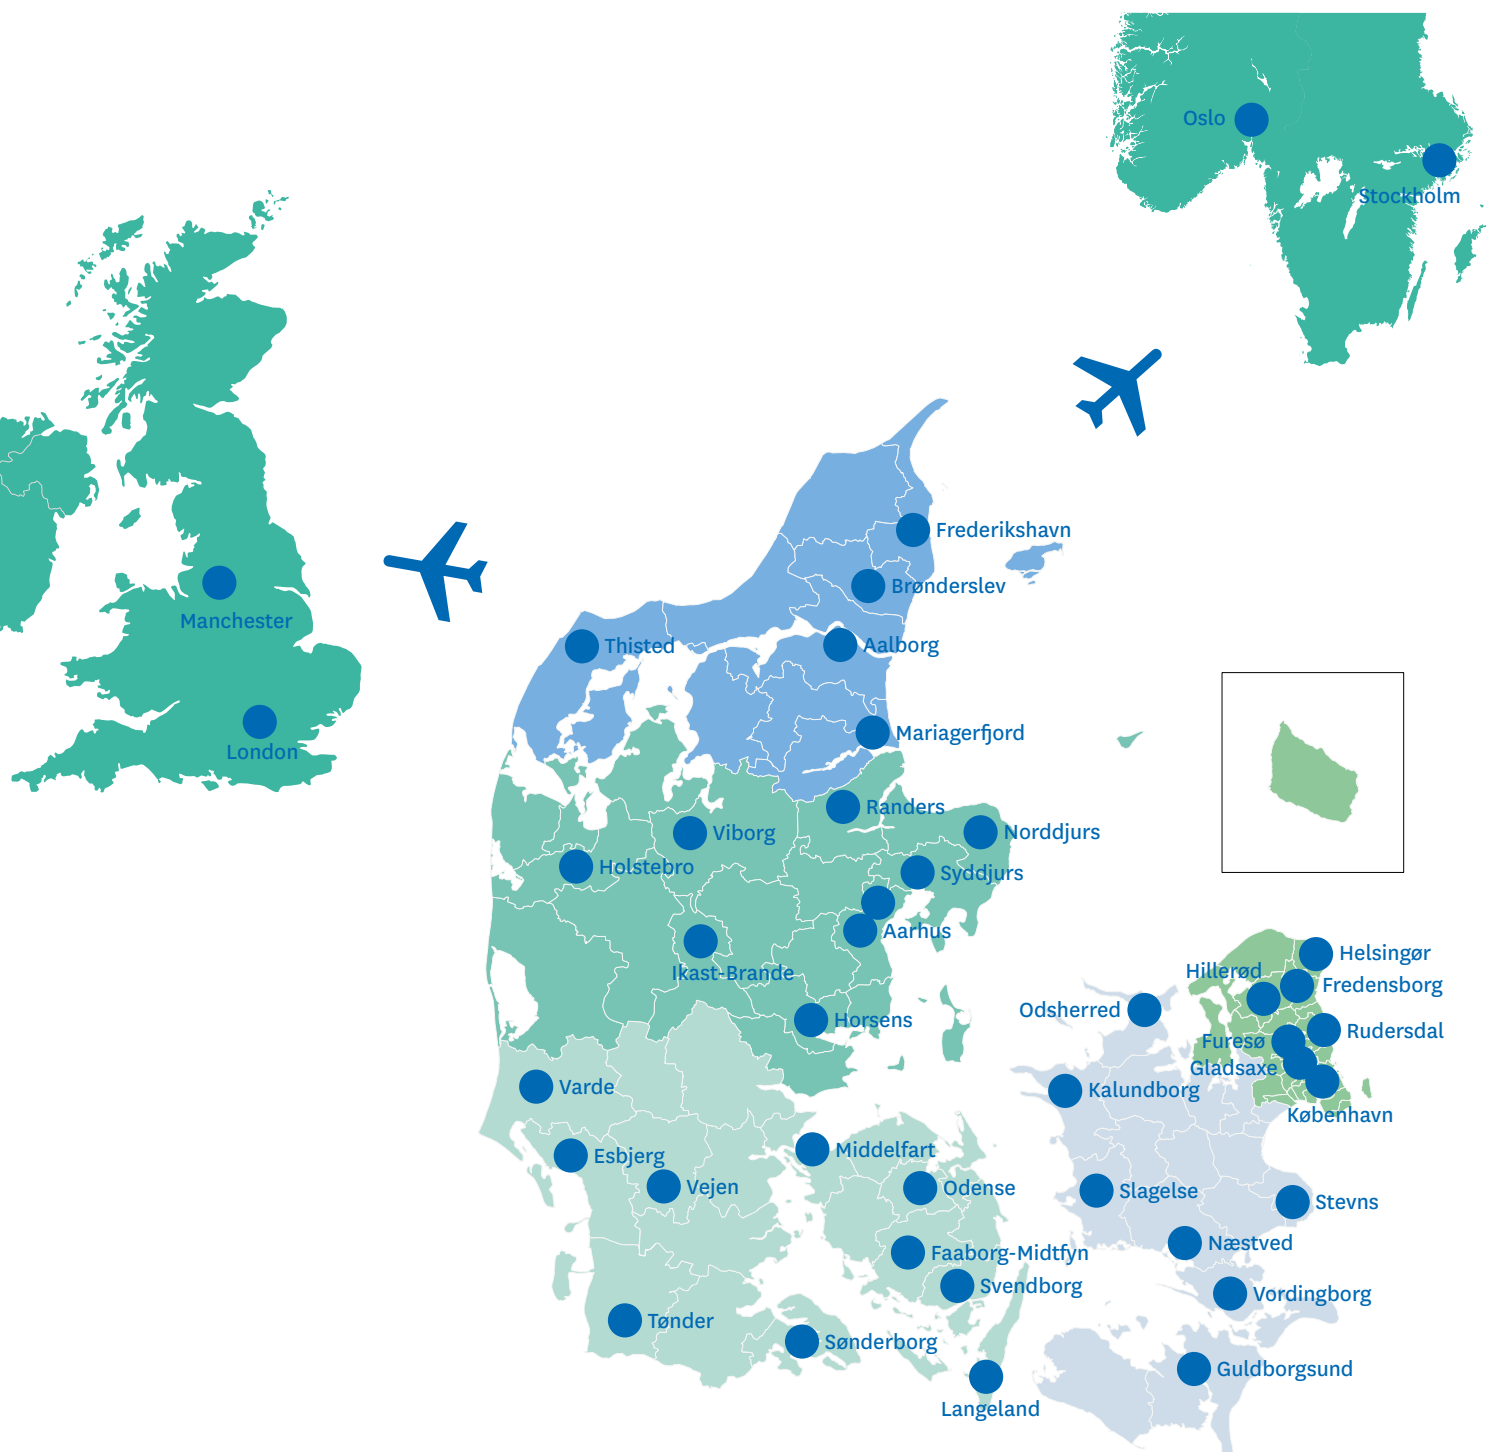 Oslo
Stockholm
Frederikshavn
Brønderslev
Manchester
Thisted
Aalborg
Mariagerfjord
London
Randers
Viborg
Norddjurs
Holstebro
Syddjurs
Aarhus
Ikast-Brande
Helsingør
Hillerød
Fredensborg
Odsherred
Horsens
Rudersdal
Furesø
Gladsaxe
Varde
Kalundborg
København
Middelfart
Esbjerg
Vejen
Odense
Slagelse
Stevns
Næstved
Faaborg-Midtfyn
Svendborg
Vordingborg
Tønder
Sønderborg
Guldborgsund
Langeland